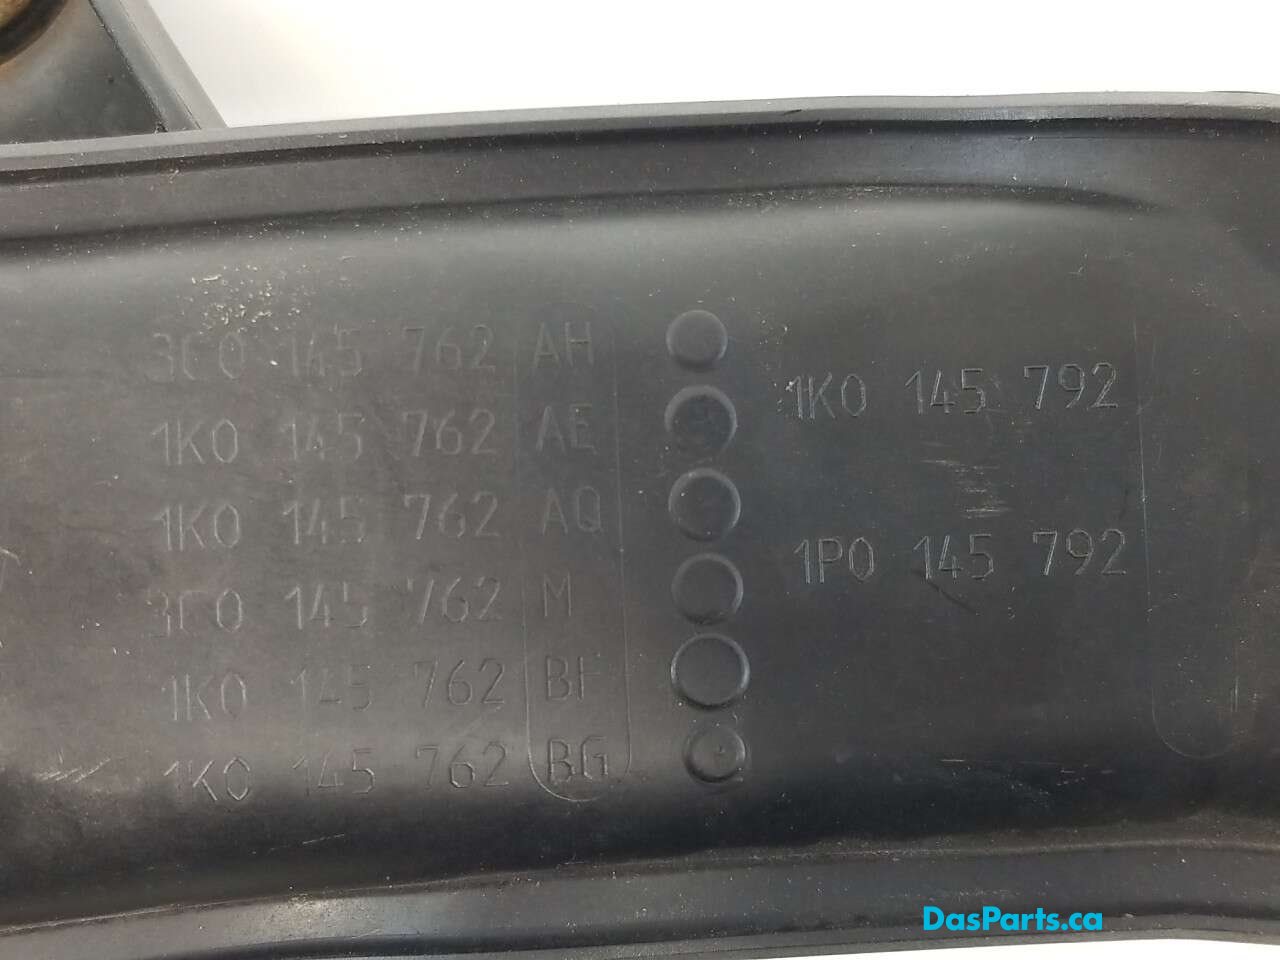 3C0 145 762 AH
1K0 145 762 AE
1K0 145 762 AQ
3C0 145 762 M
1K0 145 762 BF
1K0 145 762 BG
1K0 145 792
1P0 145 792
DasParts.ca